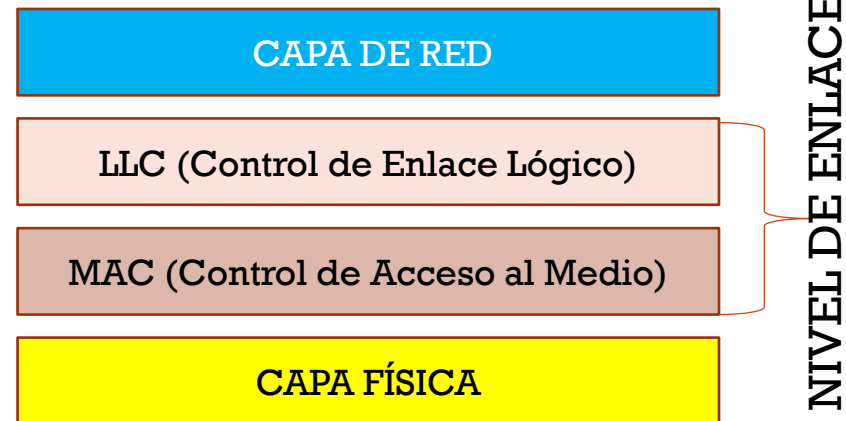 CAPA DE RED
LLC (Control de Enlace Lógico)
MAC (Control de Acceso al Medio)
CAPA FÍSICA
NIVEL DE ENLACE